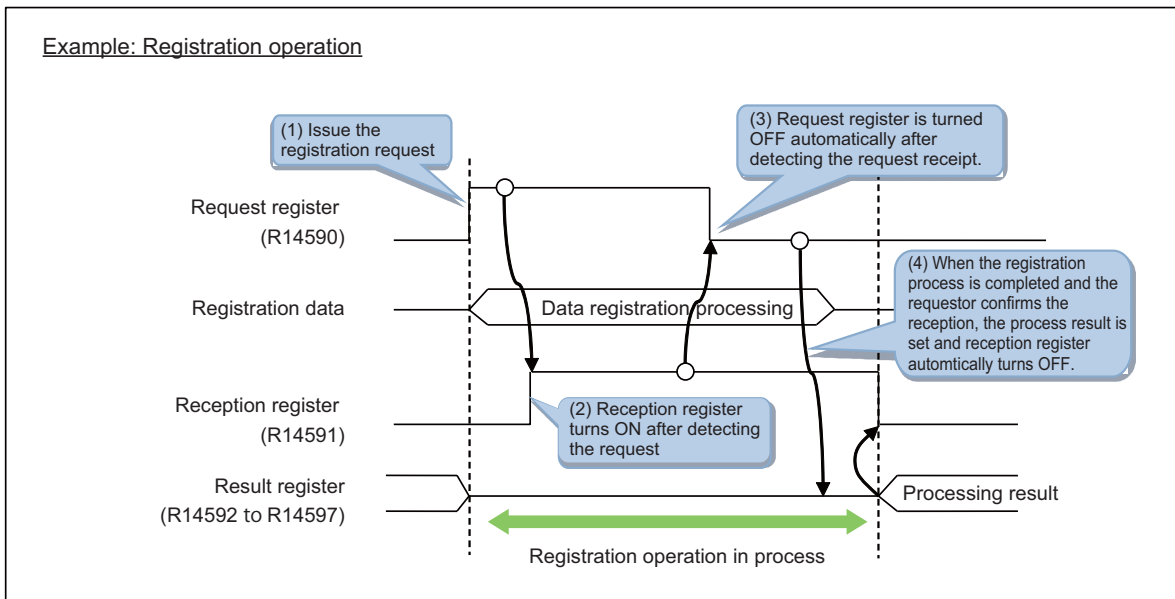 Example: Registration operation
(1) Issue the
registration request
(3) Request register is turned
OFF automatically after
detecting the request receipt.
Request register
(R14590)
(4) When the registration
process is completed and the
requestor confirms the
reception, the process result is
set and reception register
automtically turns OFF.
Registration data
Data registration processing
Reception register
(R14591)
(2) Reception register
turns ON after detecting
the request
Result register
(R14592 to R14597)
Processing result
Registration operation in process